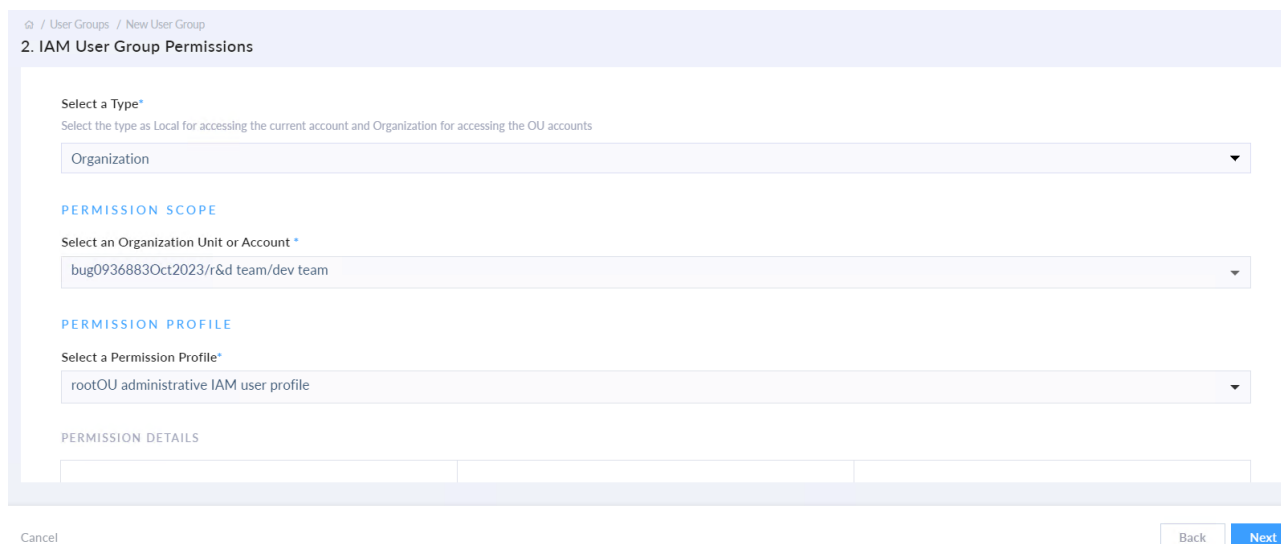 / User Groups / New User Group
2. IAM User Group Permissions
Select a Type*
Select the type as Local for accessing the current account and Organization for accessing the OU accounts
Organization
PERMISSION SCOPE
Select an Organization Unit or Account *
bug0936883Oct2023/r&d team/dev team
PERMISSION PROFILE
Select a Permission Profile*
rootOU administrative IAM user profile
PERMISSION DETAILS
Cancel
Back
Next